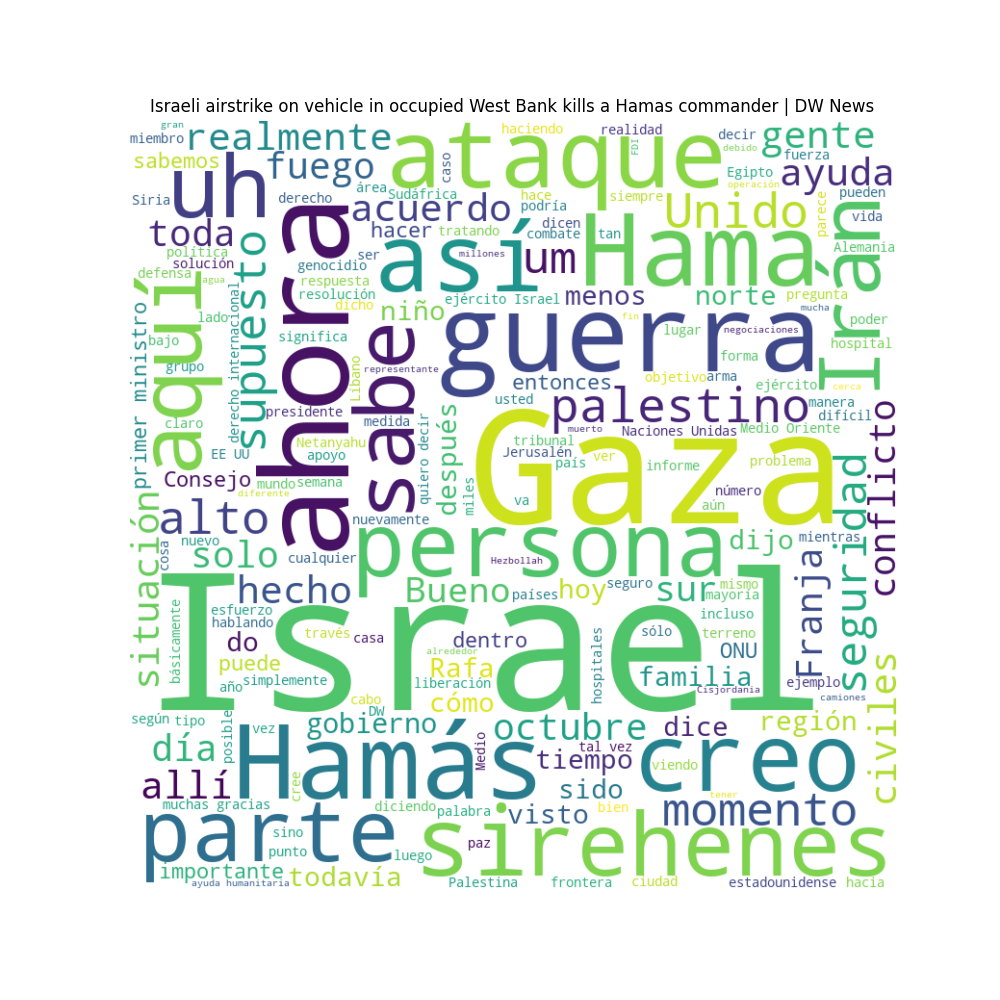 Israeli airstrike on vehicle in occupied West Bank kills a Hamas commander | DW News
gran
miembro
realmente
haciendo
realidad
decir
gente
sabemos
uh
fuego
caso
ataque
FDI
debido
fuerza
Siria
derecho
área
Sudáfrica
hace
siempre
Egipto
operación
ayuda
pueden
toda
acuerdo
podría
Unido
parece
vida
hacer
tratando
dicen
combate
tan
política
solución
ser
así
millones
um
Hamá
Alemania
Irán
defensa
genocidio
agua
respuesta
resolución
dicho
niño
ejército Israel
menos
norte
pregunta
mucha
aquí
lado
supuesto
derecho internacional
ahora
significa
sabe
guerra
fin
lugar
negociaciones
poder
primer ministro
bajo
hospital
grupo
Líbano
representante
entonces
forma
objetivo
arma
ejército
cerca
claro
presidente
medida
usted
palestino
manera
difícil
EE UU
Netanyahu
apoyo
quiero decir
después
Gaza
muerto
Naciones Unidas
Medio Oriente
tribunal
Jerusalén
país
ver
informe
problema
conflicto
Consejo
mundo
semana
diferente
miles
va
número
aún
seguridad
situación
alto
nuevamente
nuevo
cosa
solo
cualquier
persona
Hezbollah
dijo
mientras
hecho
Bueno
países
hoy
seguro
sur
mismo
mayoría
Franja
básicamente
esfuerzo
hablando
Israel
incluso
do
través
casa
dentro
hospitales
sólo
terreno
ONU
puede
alrededor
Rafa
familia
simplemente
liberación
Cisjordania
ejemplo
camiones
civiles
año
cabo
DW
cómo
según
tipo
posible
vez
gobierno
octubre
dice
región
día
Hamás
Medio
tal vez
tiempo
viendo
creo
allí
cree
sido
tener
muchas gracias
diciendo
palabra
visto
bien
momento
parte
sino
punto
paz
sirehenes
luego
importante
ayuda humanitaria
todavía
Palestina
frontera
ciudad
estadounidense
hacia